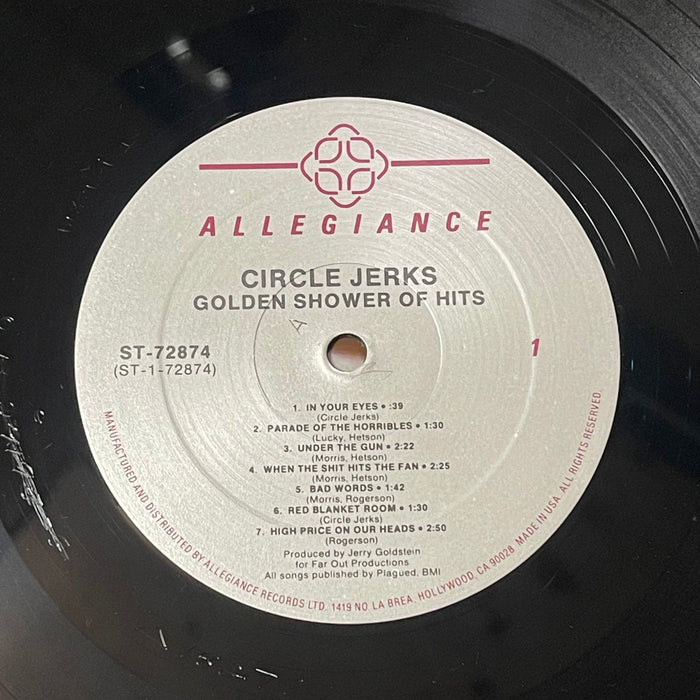 ALLEGIANCE
CIRCLE JERKS
GOLDEN SHOWER OF HITS
A
ST-72874
(ST-1-72874)
1
1. IN YOUR EYES • :39
(Circle Jerks)
2. PARADE OF THE HORRIBLES • 1:30
(Lucky, Hetson)
3. UNDER THE GUN • 2:22
(Morris, Hetson)
4. WHEN THE SHIT HITS THE FAN • 2:25
(Morris, Hetson)
5. BAD WORDS • 1:42
(Morris, Rogerson)
6. RED BLANKET ROOM • 1:30
(Circle Jerks)
7. HIGH PRICE ON OUR HEADS • 2:50
(Rogerson)
Produced by Jerry Goldstein
for Far Out Productions
All songs published by Plagued, BMI
MANUFACTURED AND DISTRIBUTED BY ALLEGIANCE RECORDS LTD. 1419 NO. LA BREA. HOLLYWOOD, CA 90028. MADE IN USA. ALL RIGHTS RESERVED.